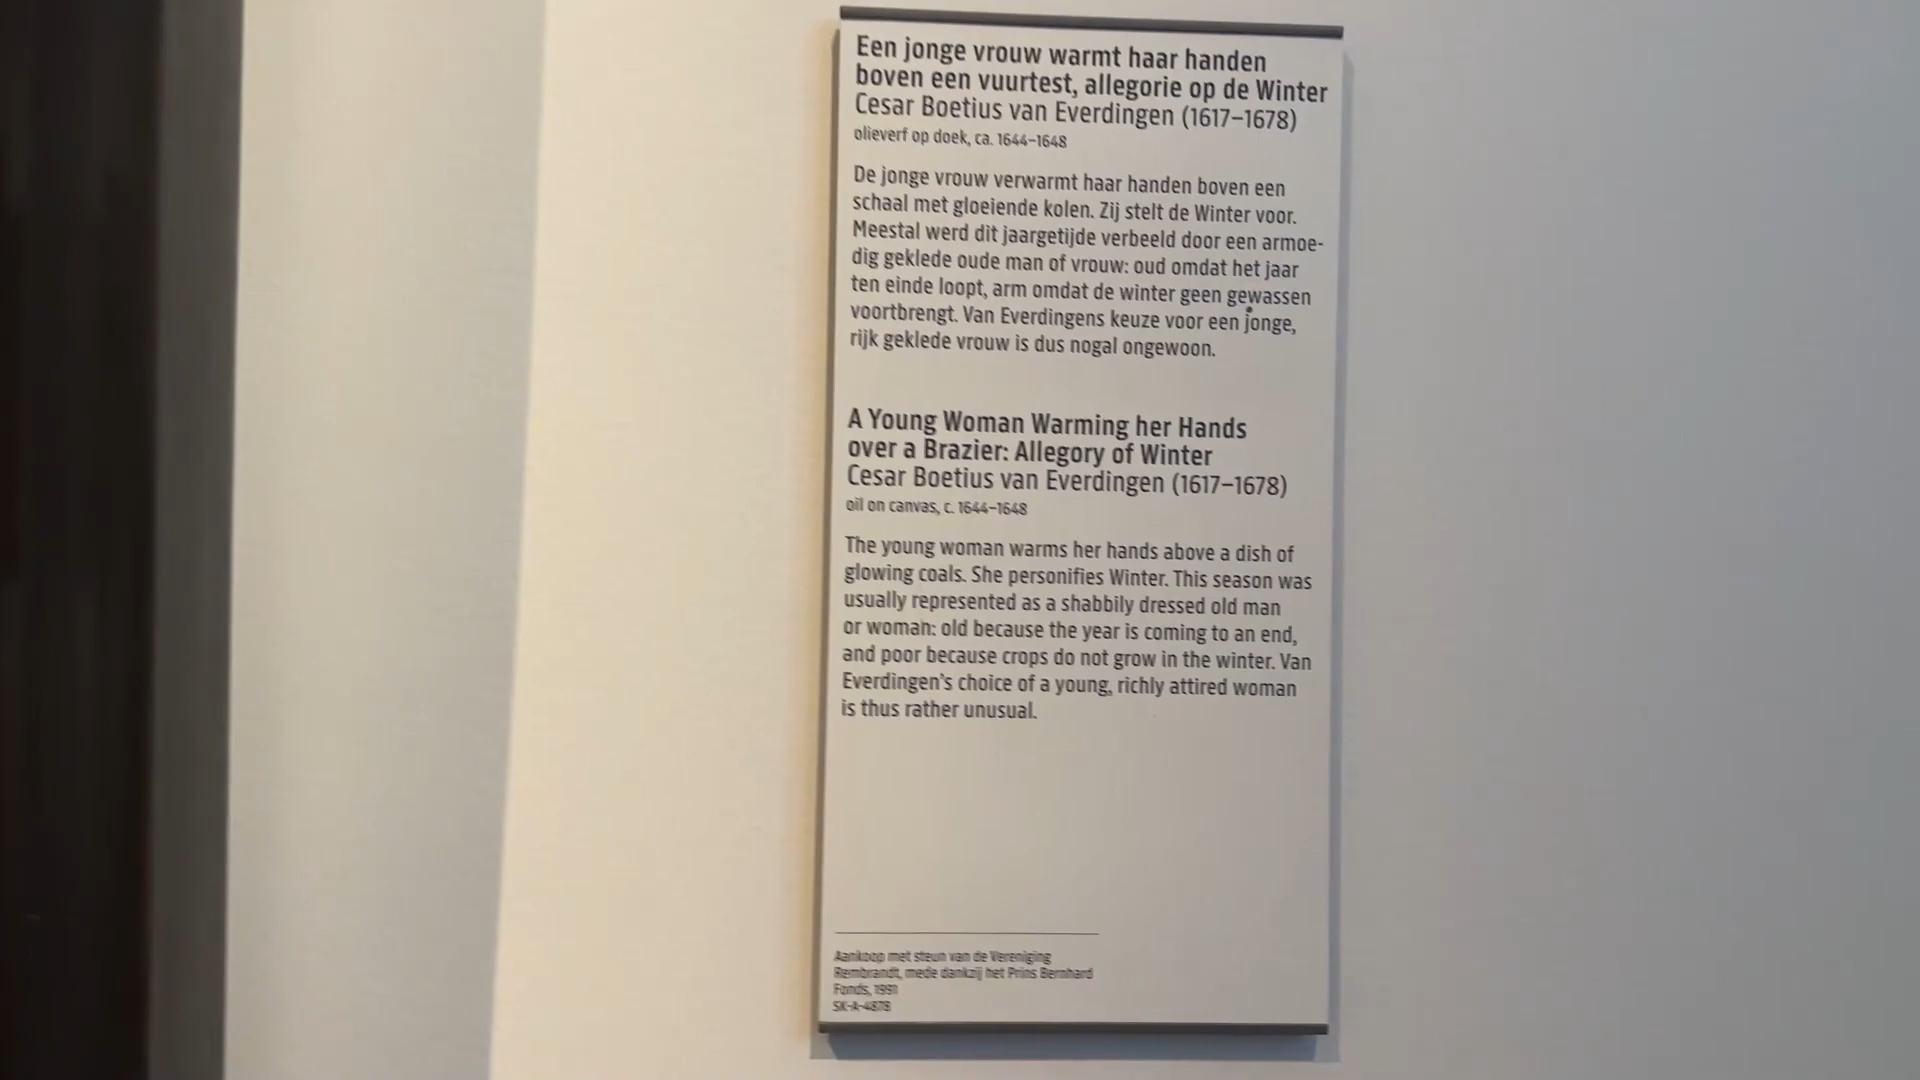 Een jonge vrouw warmt haar handen
boven een vuurtest, allegorie op de Winter
Cesar Boetius van Everdingen (1617–1678)
olieverf op doek, ca. 1644–1648
De jonge vrouw verwarmt haar handen boven een
schaal met gloeiende kolen. Zij stelt de Winter voor.
Meestal werd dit jaargetijde verbeeld door een armoe-
dig geklede oude man of vrouw: oud omdat het jaar
ten einde loopt, arm omdat de winter geen gewassen
voortbrengt. Van Everdingens keuze voor een jonge,
rijk geklede vrouw is dus nogal ongewoon.
A Young Woman Warming her Hands
over a Brazier: Allegory of Winter
Cesar Boetius van Everdingen (1617–1678)
oil on canvas, c. 1644–1648
The young woman warms her hands above a dish of
glowing coals. She personifies Winter. This season was
usually represented as a shabbily dressed old man
or woman: old because the year is coming to an end,
and poor because crops do not grow in the winter. Van
Everdingen's choice of a young, richly attired woman
is thus rather unusual.
Aankoop met steun van de Vereniging
Rembrandt, mede dankzij het Prins Bernhard
Fonds, 1991
SK-A-4878